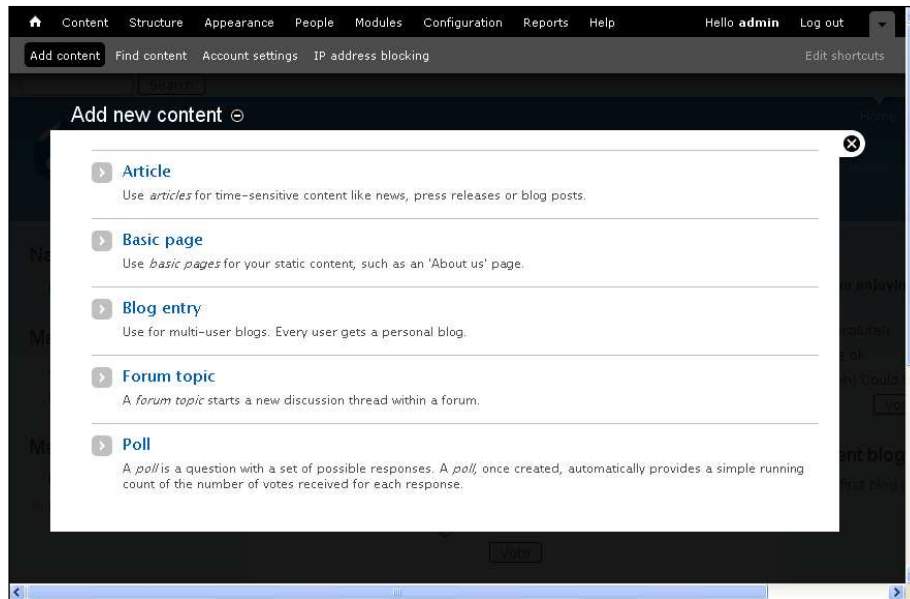 Content Structure Appearance People Modules Configuration Reports Help Hello admin Log out
Add content Find content Account settings IP address blocking Edit shortcuts
Search
Add new content
Home
Article
Use articles for time-sensitive content like news, press releases or blog posts.
Basic page
Use basic pages for your static content, such as an 'About us' page.
Blog entry
Use for multi-user blogs. Every user gets a personal blog.
Forum topic
A forum topic starts a new discussion thread within a forum.
Poll
A poll is a question with a set of possible responses. A poll, once created, automatically provides a simple running
count of the number of votes received for each response.
Vote